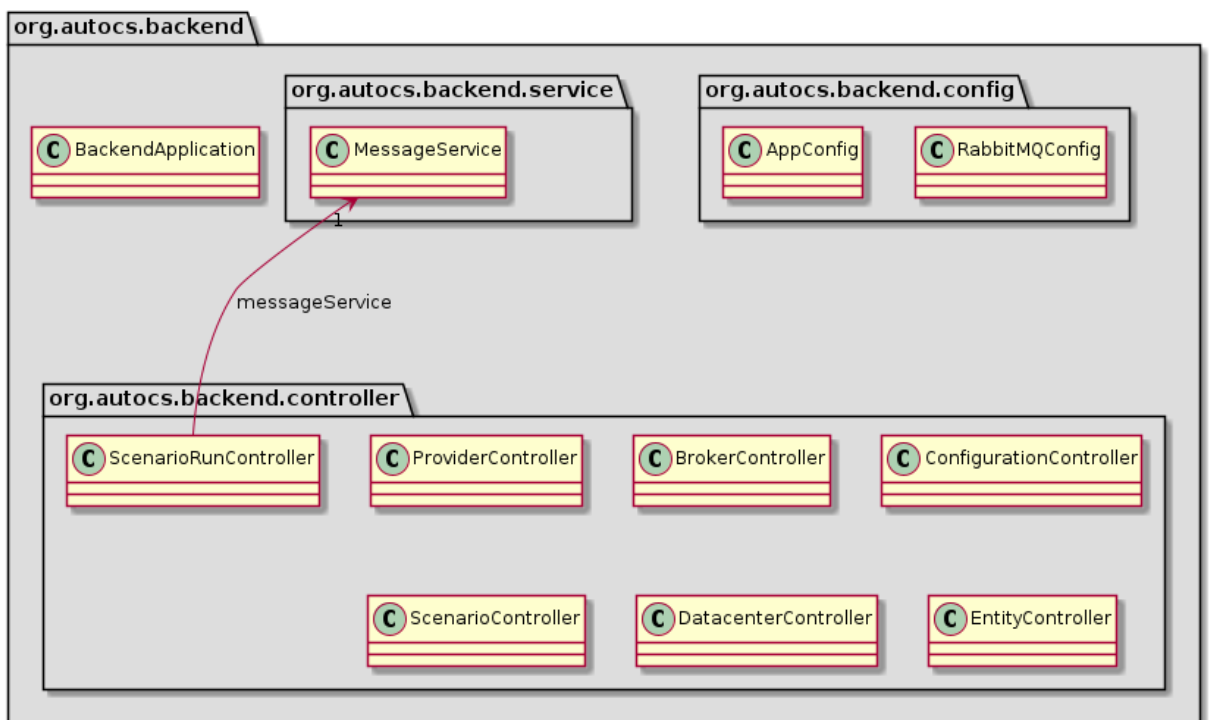 org.autocs.backend
org.autocs.backend.service
org.autocs.backend.config
C BackendApplication
C MessageService
C AppConfig
C RabbitMQConfig
1
messageService
org.autocs.backend.controller
C ScenarioRunController
C ProviderController
C BrokerController
C ConfigurationController
C ScenarioController
C DatacenterController
C EntityController